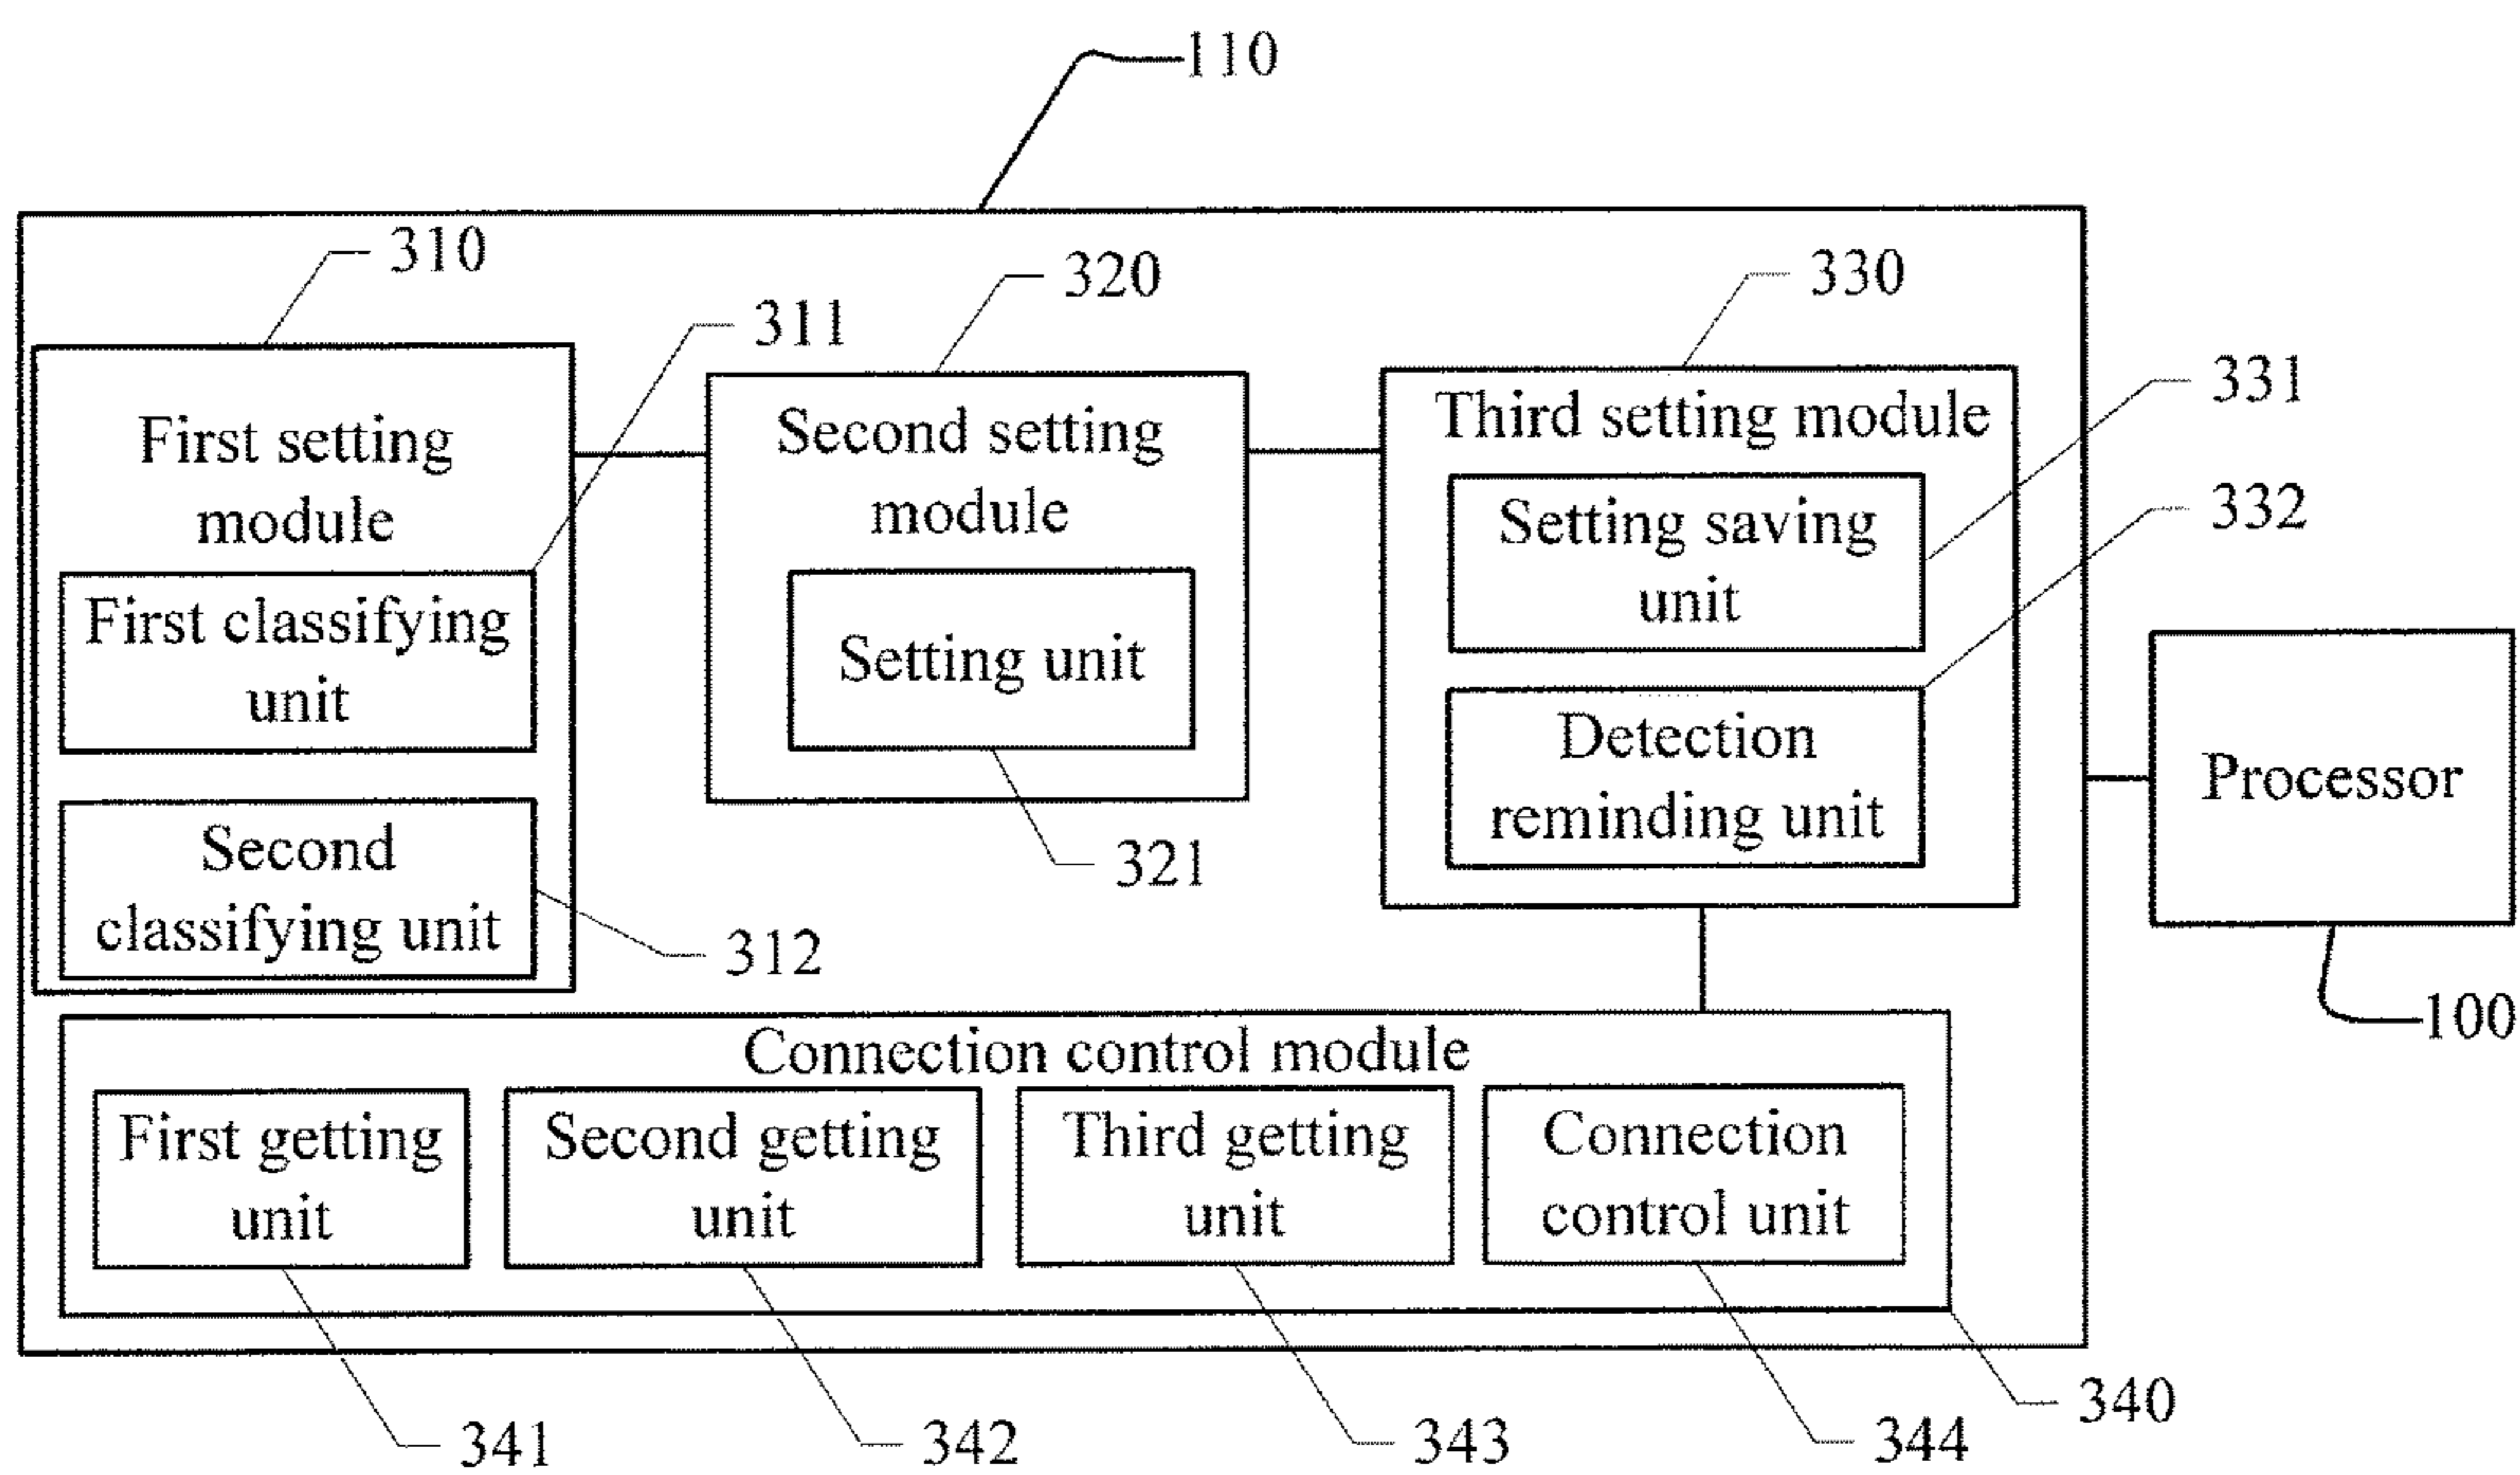 110
310
320
330
311
331
First setting
module
Second setting
module
Third setting module
332
Setting saving
unit
First classifying
unit
Setting unit
Detection
reminding unit
Processor
Second
classifying unit
321
312
100
Connection control module
First getting
unit
Second getting
unit
Third getting
unit
Connection
control unit
340
341
342
343
344